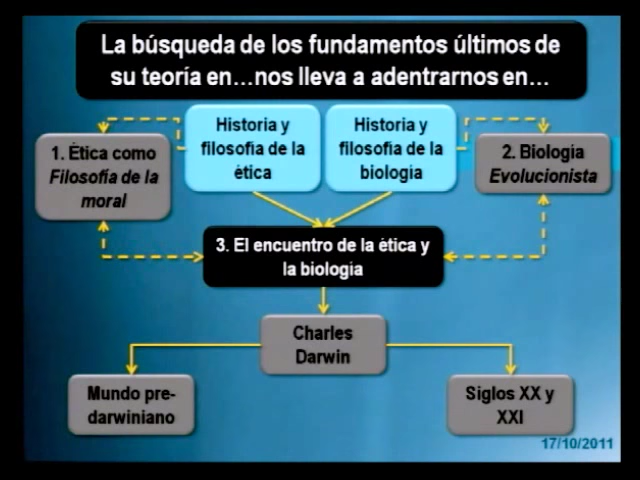 La búsqueda de los fundamentos últimos de
su teoría en…nos lleva a adentrarnos en…
Historia y
filosofía de la
ética
Historia y
filosofía de la
biología
1. Ética como
Filosofía de la
moral
2. Biología
Evolucionista
3. El encuentro de la ética y
la biología
Charles
Darwin
Mundo pre-
darwiniano
Siglos XX y
XXI
17/10/2011